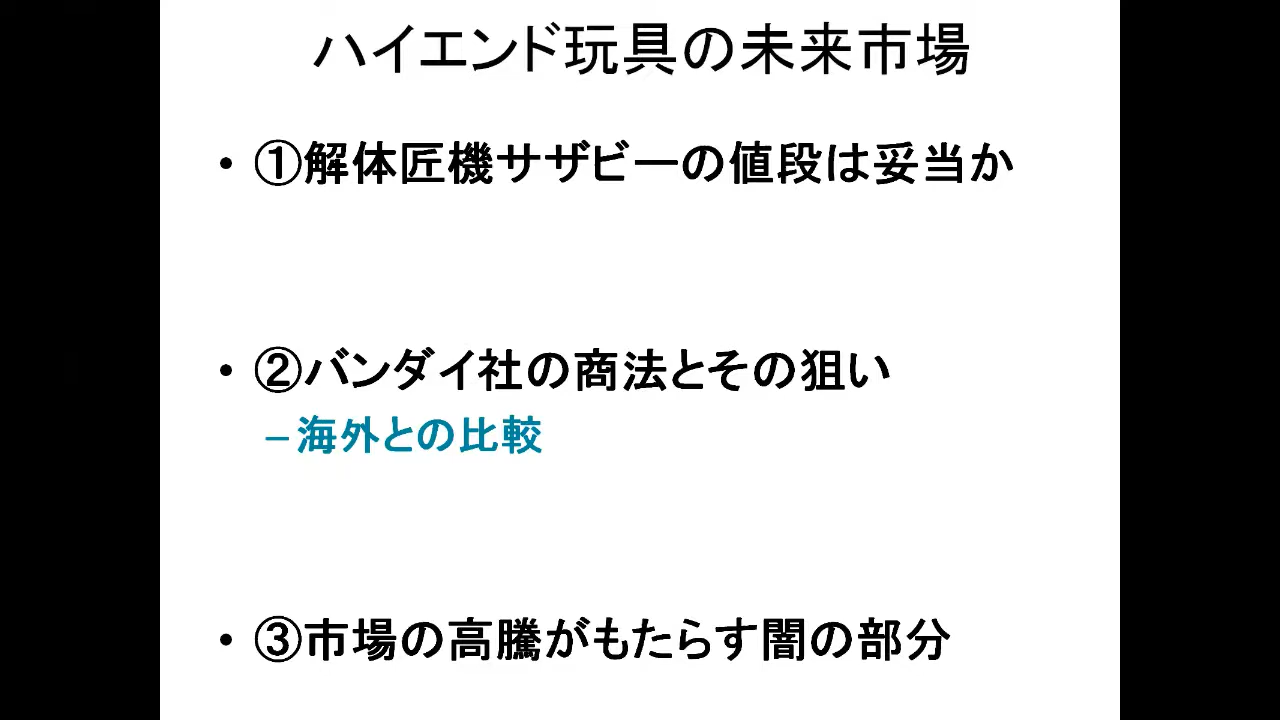 ハイエンド玩具の未来市場
• ①解体匠機サザビーの値段は妥当か
• ②バンダイ社の商法とその狙い
– 海外との比較
• ③市場の高騰がもたらす闇の部分